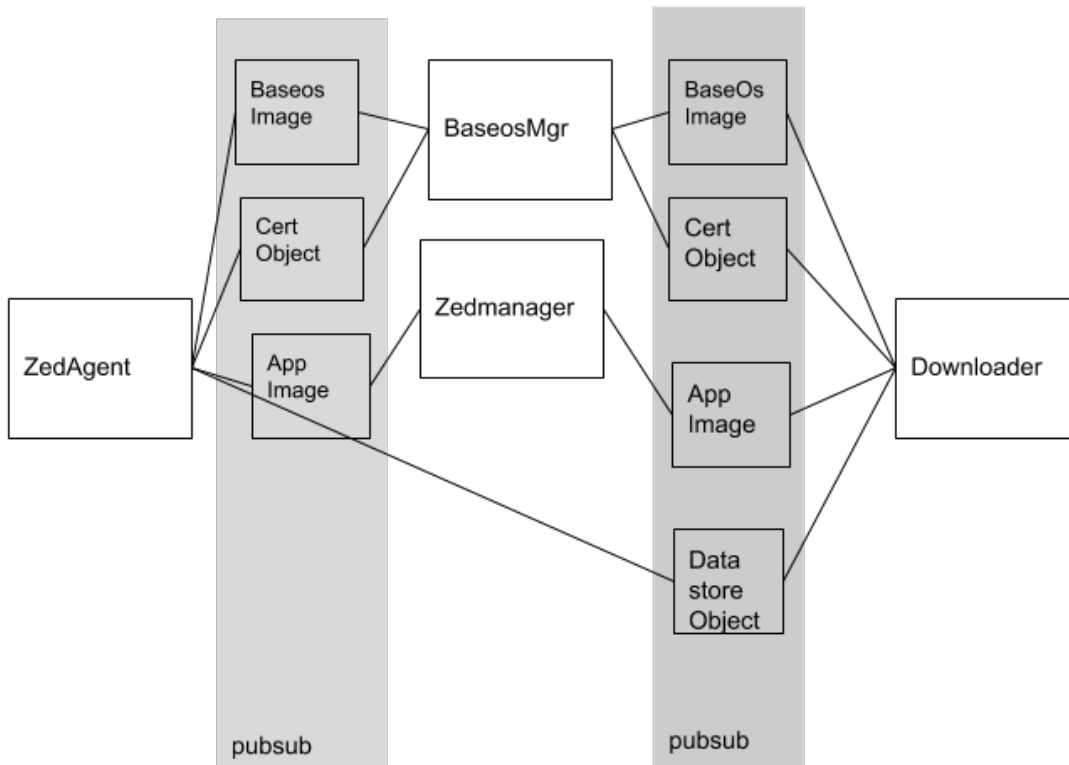 Baseos
Image
BaseosMgr
BaseOs
Image
Cert
Object
Cert
Object
Zedmanager
ZedAgent
App
Image
App
Image
Downloader
Data
store
Object
pubsub
pubsub